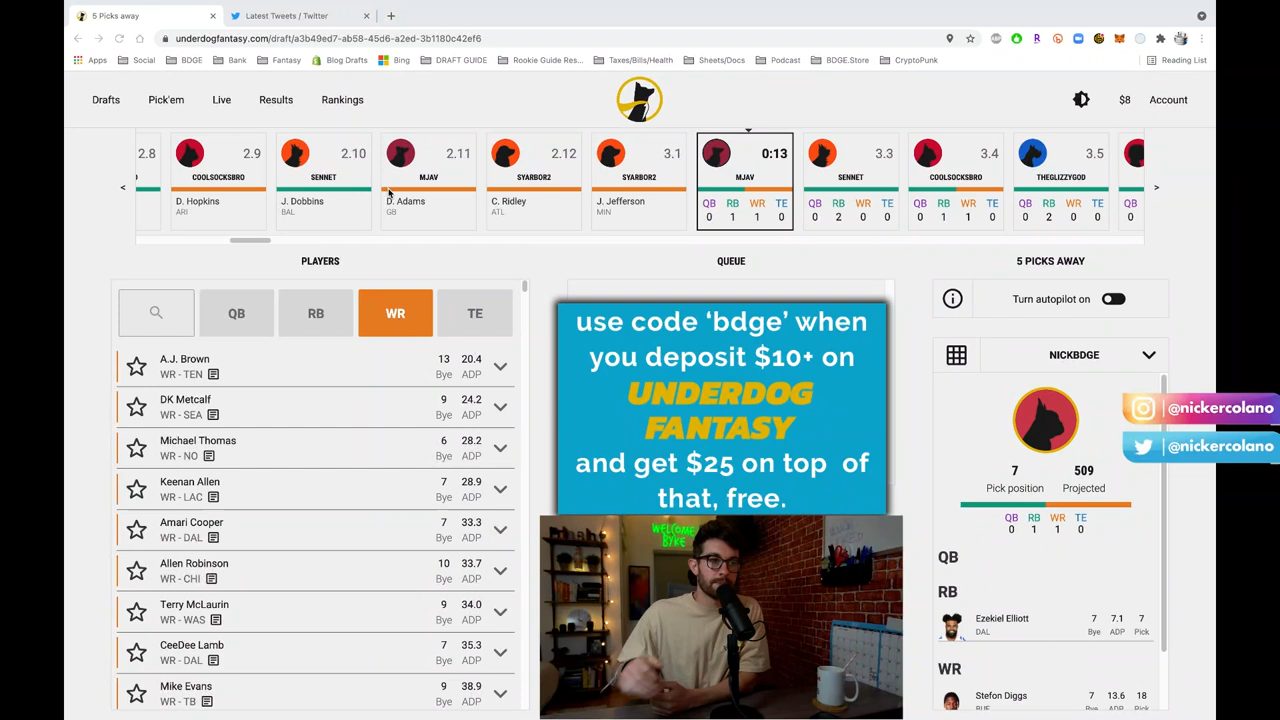 5 Picks away
Latest Tweets / Twitter
underdogfantasy.com/draft/a3b49ed7-ab58-45d6-a2ed-3b1180c42ef6
Apps Social BDGE Bank Fantasy Blog Drafts Bing DRAFT GUIDE Rookie Guide Res... Taxes/Bills/Health Sheets/Docs Podcast BDGE.Store CryptoPunk Reading List
Drafts Pick'em Live Results Rankings $8 Account
2.8 2.9 2.10 2.11 2.12 3.1 0:13 3.3 3.4 3.5
COOLSOCKSBRO SENNET MJAV SYARBOR2 SYARBOR2 MJAV SENNET COOLSOCKSBRO THEGLIZZYGOD
D. Hopkins J. Dobbins D. Adams C. Ridley J. Jefferson QB RB WR TE QB RB WR TE QB RB WR TE QB RB WR TE QB
ARI BAL GB ATL MIN 0 1 1 0 0 2 0 0 0 1 1 0 0 2 0 0 0
< >
PLAYERS QUEUE 5 PICKS AWAY
QB RB WR TE
Turn autopilot on
A.J. Brown 13 20.4
WR - TEN Bye ADP
DK Metcalf 9 24.2
WR - SEA Bye ADP
Michael Thomas 6 28.2
WR - NO Bye ADP
Keenan Allen 7 28.9
WR - LAC Bye ADP
Amari Cooper 7 33.3
WR - DAL Bye ADP
Allen Robinson 10 33.7
WR - CHI Bye ADP
Terry McLaurin 9 34.0
WR - WAS Bye ADP
CeeDee Lamb 7 35.3
WR - DAL Bye ADP
Mike Evans 9 38.9
WR - TB Bye ADP
use code ‘bdge’ when
you deposit $10+ on
UNDERDOG
FANTASY
and get $25 on top of
that, free.
WELCOME
BYKE
NICKBDGE
@nickercolano
@nickercolano
7 509
Pick position Projected
QB RB WR TE
0 1 1 0
QB
RB
Ezekiel Elliott 7 7.1 7
DAL Bye ADP Pick
WR
Stefon Diggs 7 13.6 18
BUF Bye ADP Pick